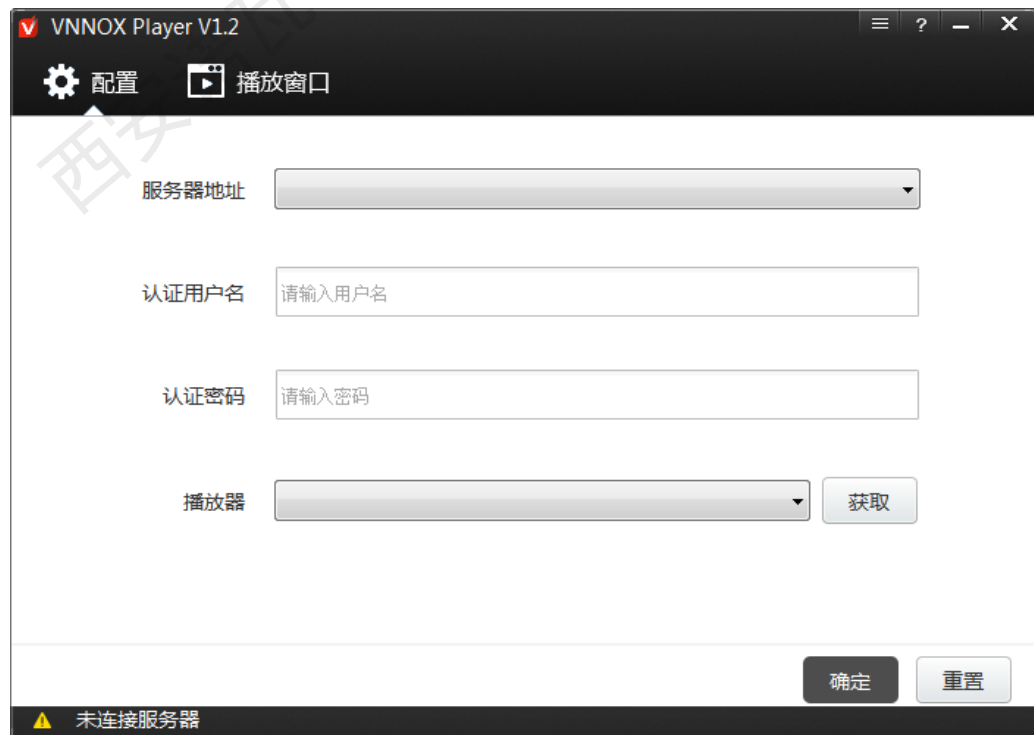 VNNOX Player V1.2
配置 播放窗口
服务器地址
认证用户名 请输入用户名
认证密码 请输入密码
播放器 获取
确定 重置
未连接服务器
西安